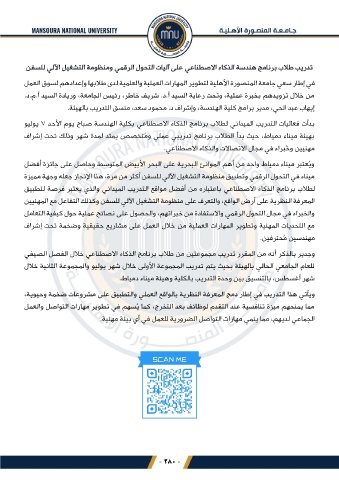 MANSOURA NATIONAL UNIVERSITY
جامعة المنصورة الأهلية
تدريب طلاب برنامج هندسة الذكاء الاصطناعي على آليات التحول الرقمي ومنظومة التشغيل الآلي للسفن
في إطار سعي جامعة المنصورة الأهلية لتطوير المهارات العملية والعلمية لدى طلابها وإعدادهم لسوق العمل
من خلال تزويدهم بخبرة عملية، وتحت رعاية السيد أ.د. شريف خاطر، رئيس الجامعة، وريادة السيد أ.م.د.
إيهاب عبد الحي، مدير برامج كلية الهندسة، وإشراف د. محمود سعد، منسق التدريب بالهيئة.
بدأت فعاليات التدريب الميداني لطلاب برنامج الذكاء الاصطناعي بكلية الهندسة صباح يوم الأحد ٧ يوليو
بهيئة ميناء دمياط، حيث بدأ الطلاب برنامج تدريبي عملي ومتخصص يمتد لمدة شهر وذلك تحت إشراف
مهنيين وخبراء في مجال الاتصالات والذكاء الاصطناعي.
ويُعتبر ميناء دمياط واحد من أهم الموانئ البحرية على البحر الأبيض المتوسط وحاصل على جائزة أفضل
ميناء في التحول الرقمي وتطبيق منظومة التشغيل الآلي للسفن أكثر من مرة، هذا الإنجاز جعله وجهة مميزة
لطلاب برنامج الذكاء الاصطناعي باعتباره من أفضل مواقع التدريب الميداني والذي يعتبر فرصة لتطبيق
المعرفة النظرية على أرض الواقع، والتعرف على منظومة التشغيل الآلي للسفن وكذلك التفاعل مع المهنيين
والخبراء في مجال التحول الرقمي والاستفادة من خبراتهم، والحصول على نصائح عملية حول كيفية التعامل
مع التحديات المهنية وتطوير المهارات العملية من خلال العمل على مشاريع حقيقية وضخمة تحت إشراف
مهندسين مُحترفين.
وجدير بالذكر أنه من المقرر تدريب مجموعتين من طلاب برنامج الذكاء الاصطناعي خلال الفصل الصيفي
للعام الجامعي الحالي بالهيئة بحيث يتم تدريب المجموعة الأولى خلال شهر يوليو والمجموعة الثانية خلال
شهر أغسطس، بالتنسيق بين وحدة التدريب بالكلية وهيئة ميناء دمياط.
ويأتي هذا التدريب في إطار دمج المعرفة النظرية بالواقع العملي والتطبيق على مشروعات ضخمة وحيوية،
مما يمنحهم ميزة تنافسية عند التقدم لوظائف بعد التخرج، كما يُسهم في تطوير مهارات التواصل والعمل
الجماعي لديهم، مما ينمي مهارات التواصل الضرورية للعمل في أي بيئة مهنية.
SCAN ME
- ٢٨٠ -